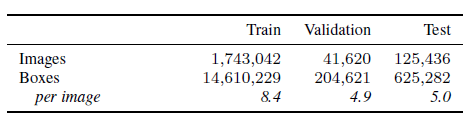 Train Validation Test
Images 1,743,042 41,620 125,436
Boxes 14,610,229 204,621 625,282
per image 8.4 4.9 5.0